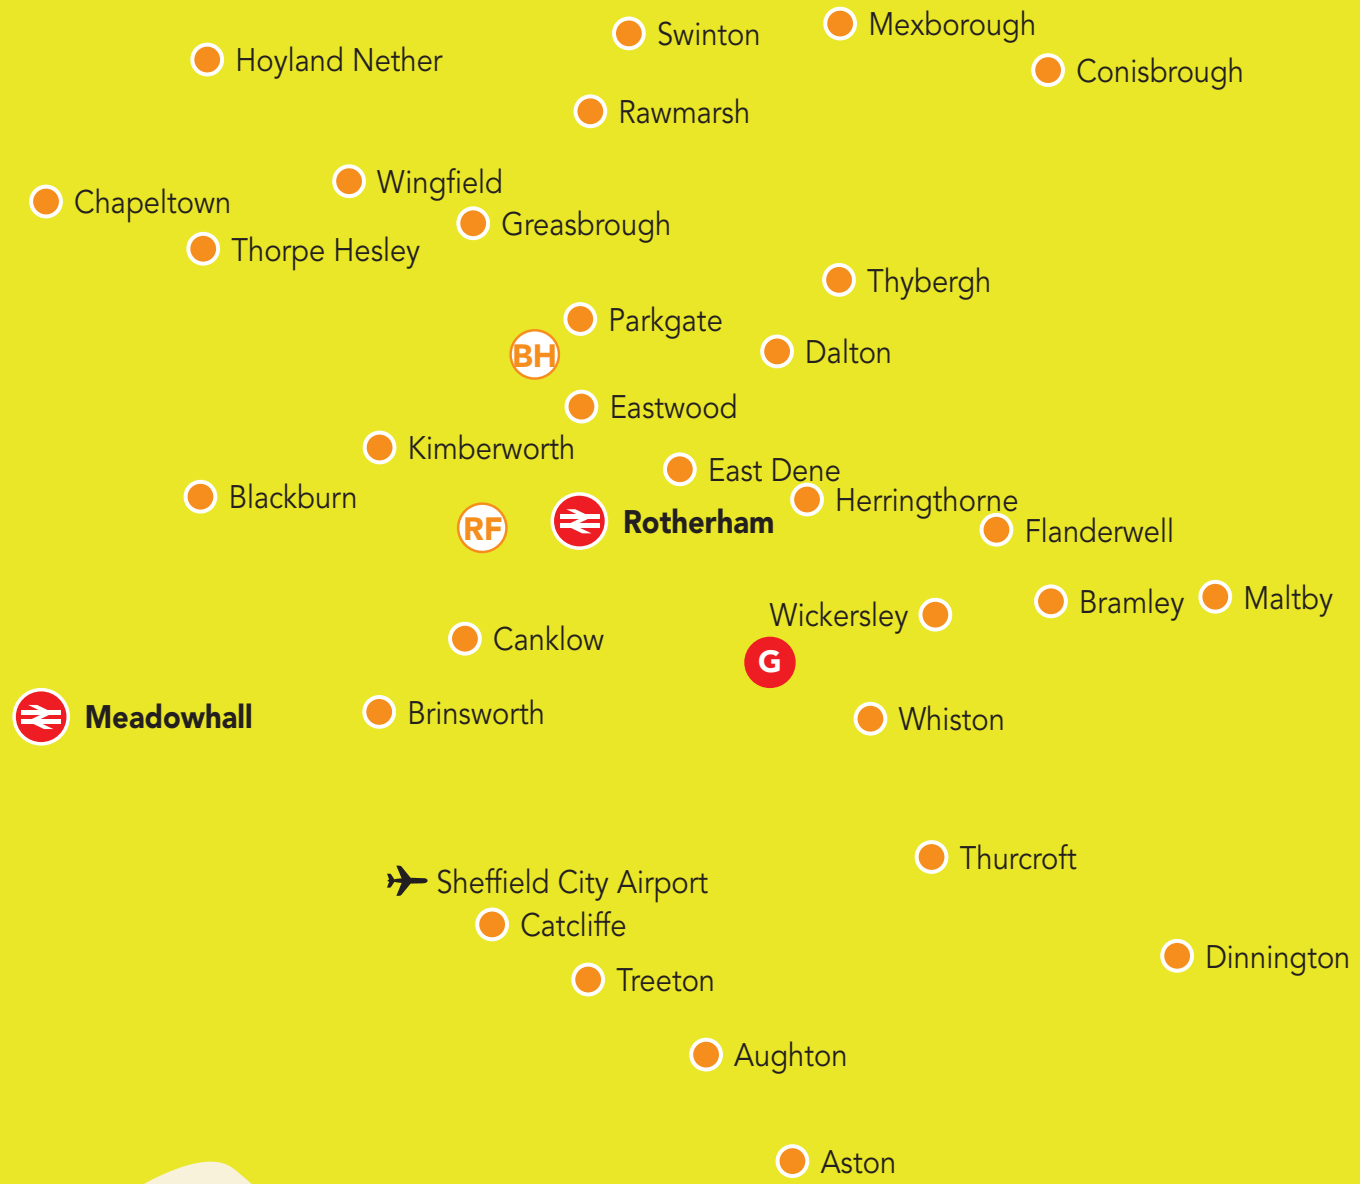 Mexborough
Swinton
Hoyland Nether
Conisbrough
Rawmarsh
Wingfield
Chapeltown
Greasbrough
Thorpe Hesley
Thybergh
Parkgate
BH
Dalton
Eastwood
Kimberworth
East Dene
Blackburn
Herringthorne
RF
Rotherham
Flanderwell
Maltby
Bramley
Wickersley
Canklow
G
Brinsworth
Meadowhall
Whiston
Thurcroft
Sheffield City Airport
Catcliffe
Dinnington
Treeton
Aughton
Aston